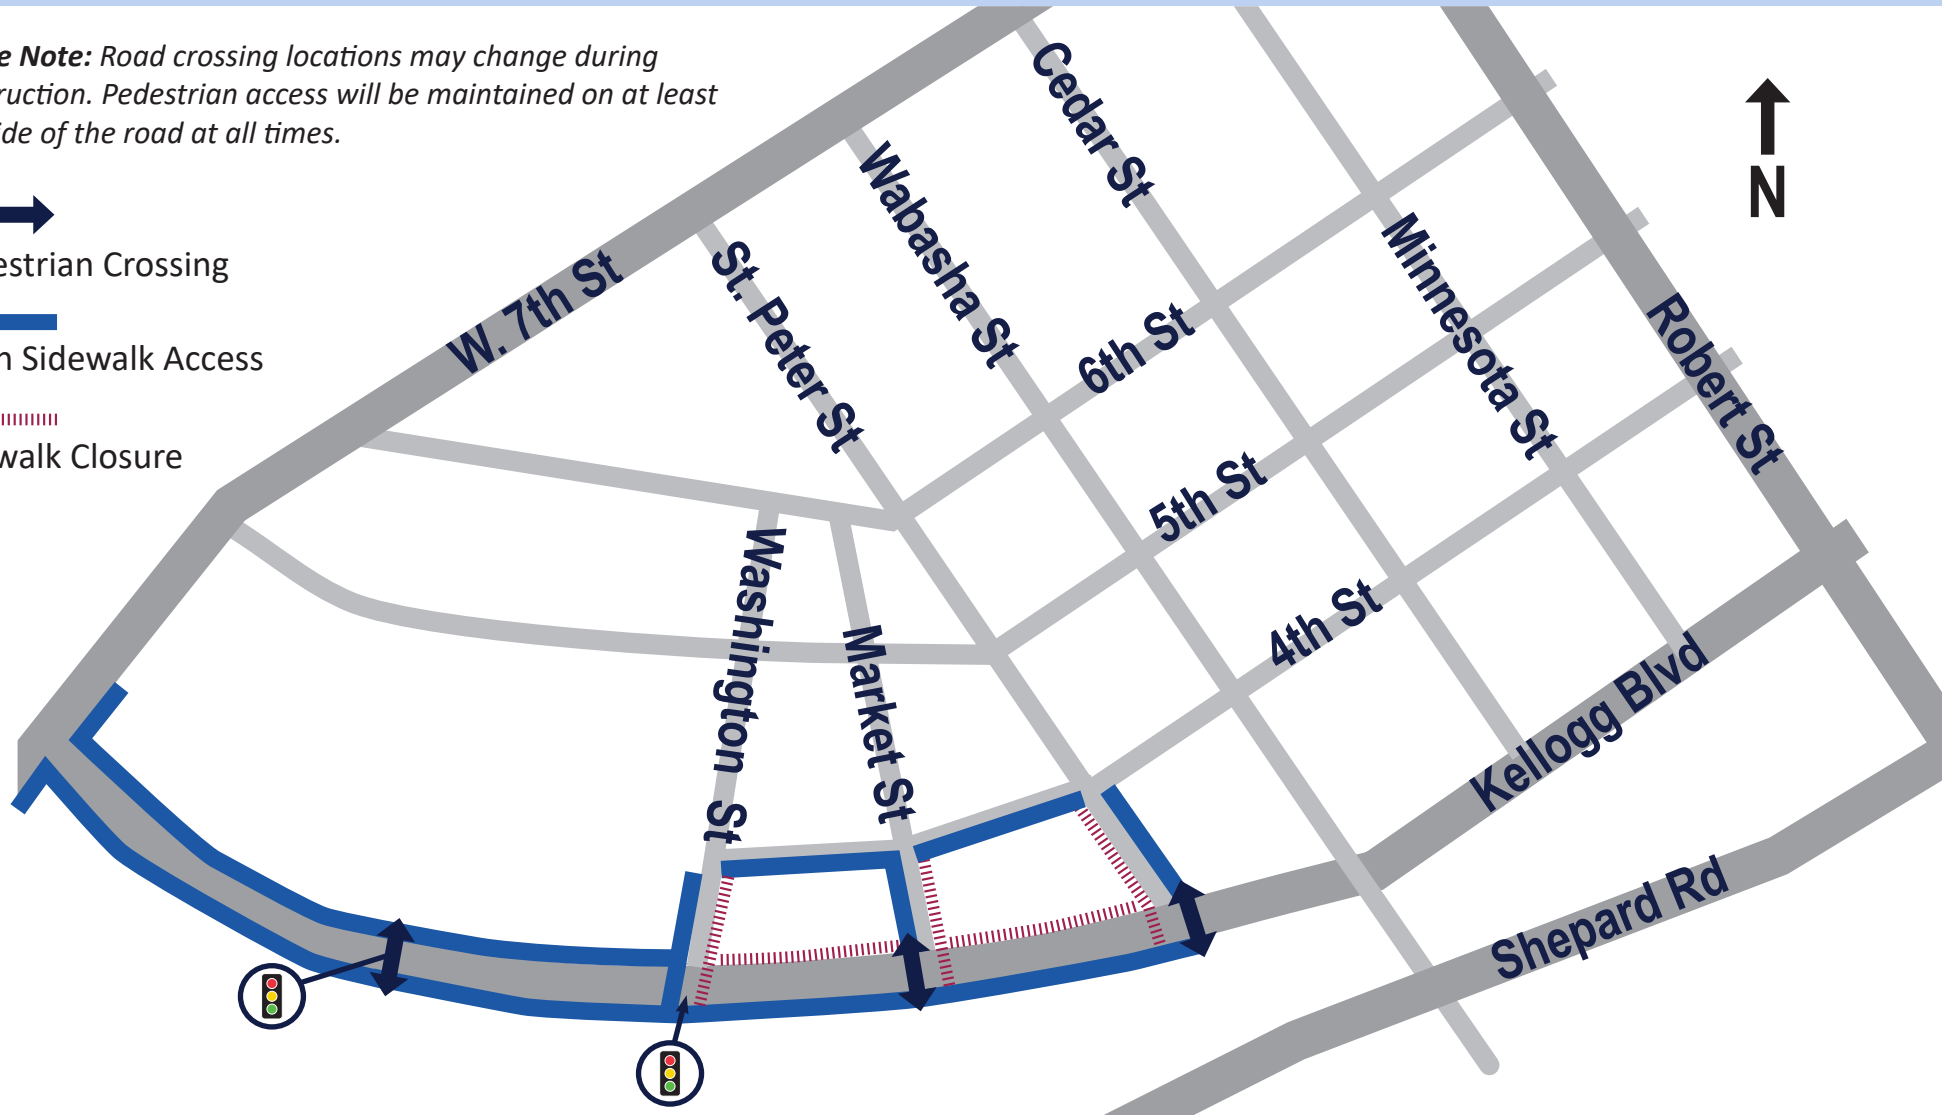 e Note: Road crossing locations may change during
ruction. Pedestrian access will be maintained on at least
ide of the road at all times.
estrian Crossing
n Sidewalk Access
walk Closure
N
Cedar St
Wabasha St
St. Peter St
W. 7th St
Minnesota St
Robert St
6th St
5th St
4th St
Washington St
Market St
Kellogg Blvd
Shepard Rd